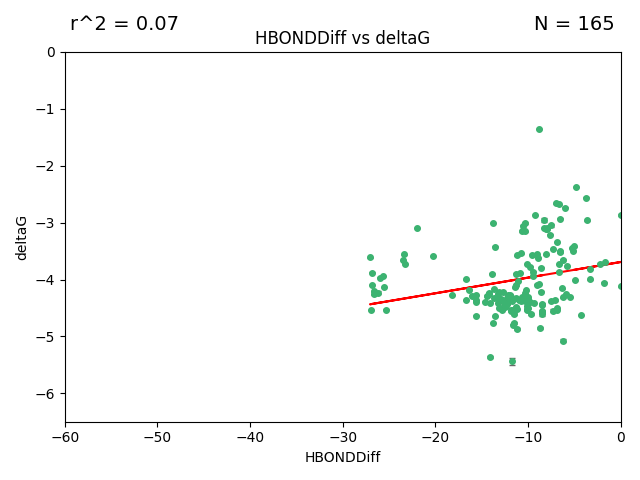 r^2 = 0.07
N = 165
HBONDDiff vs deltaG
0
−1
−2
−3
−4
−5
−6
deltaG
−60 −50 −40 −30 −20 −10 0
HBONDDiff